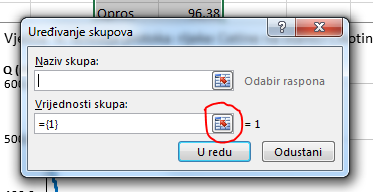 Opros 96,38
Uređivanje skupova
Naziv skupa:
Odabir raspona
Vrijednosti skupa:
={1}
= 1
U redu
Odustani
Q (
600
500